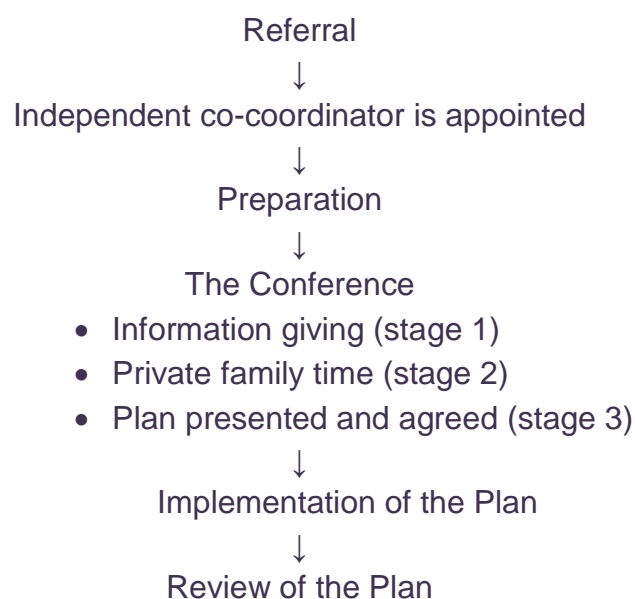 Referral
↓
Independent co-coordinator is appointed
↓
Preparation
↓
The Conference
• Information giving (stage 1)
• Private family time (stage 2)
• Plan presented and agreed (stage 3)
↓
Implementation of the Plan
↓
Review of the Plan